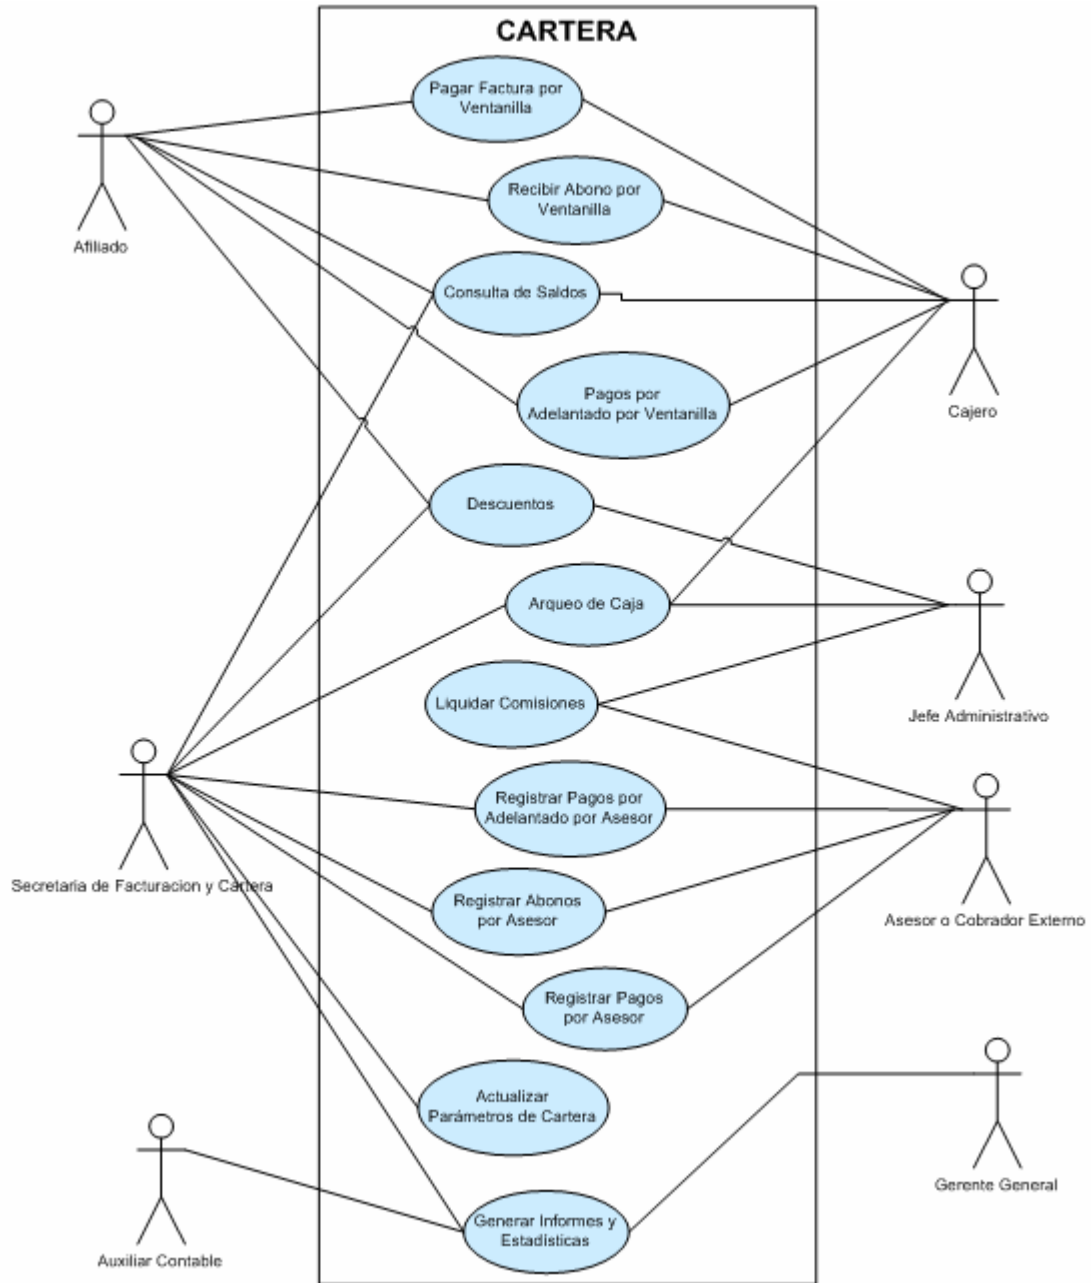 CARTERA
Pagar Factura por
Ventanilla
Afiliado
Recibir Abono por
Ventanilla
Consulta de Saldos
Pagos por
Adelantado por Ventanilla
Cajero
Descuentos
Arqueo de Caja
Liquidar Comisiones
Jefe Administrativo
Registrar Pagos por
Adelantado por Asesor
Secretaria de Facturacion y Cartera
Registrar Abonos
por Asesor
Asesor o Cobrador Externo
Registrar Pagos
por Asesor
Actualizar
Parámetros de Cartera
Gerente General
Generar Informes y
Estadísticas
Auxiliar Contable